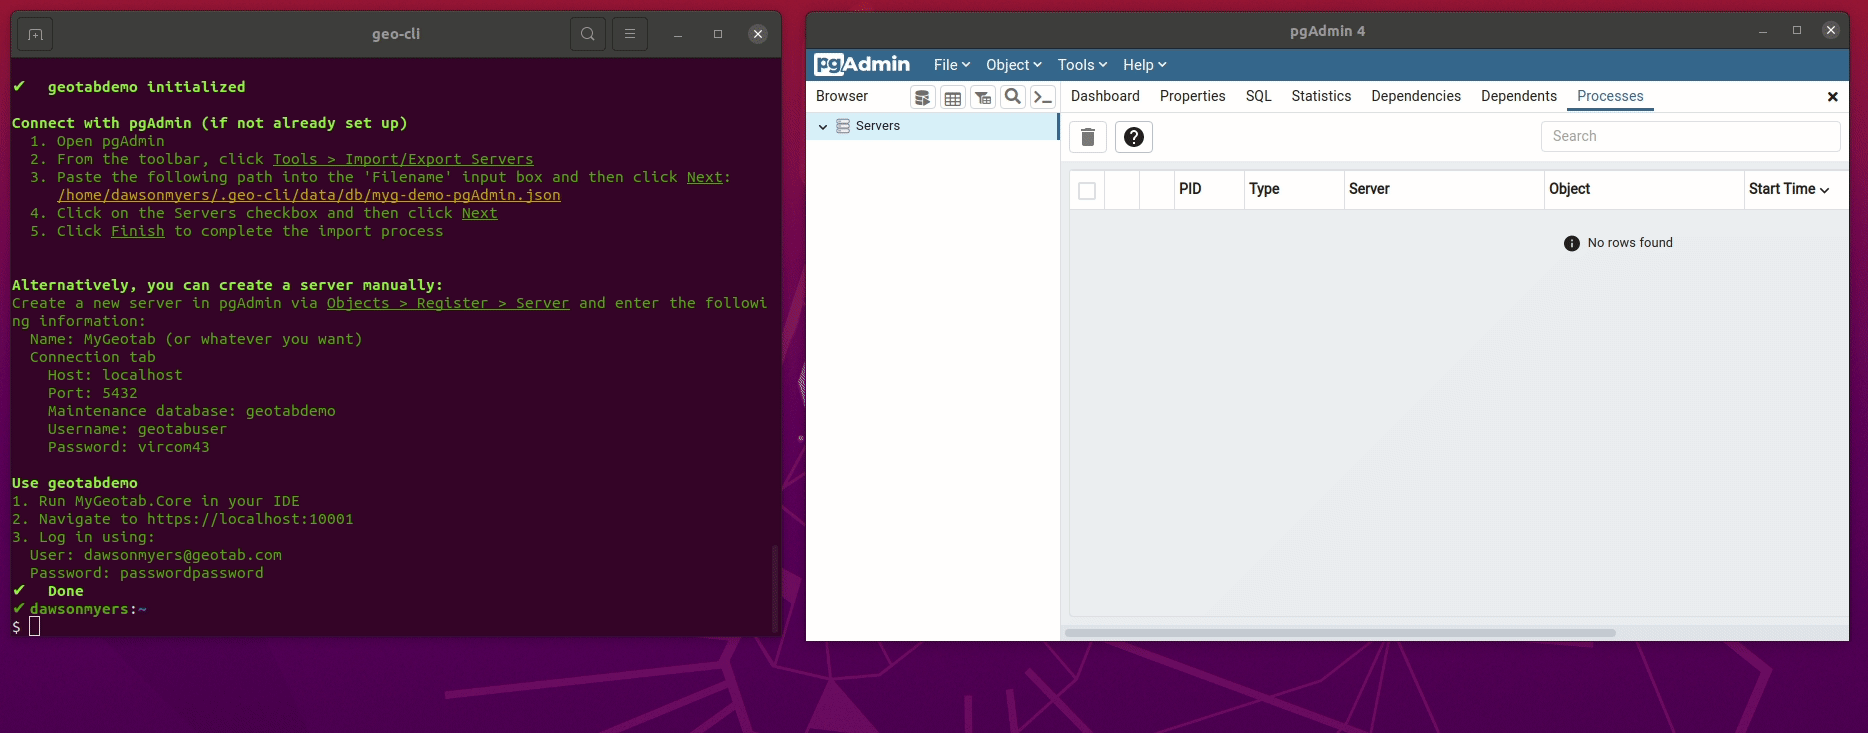 geo-cli
✔ geotabdemo initialized
Connect with pgAdmin (if not already set up)
1. Open pgAdmin
2. From the toolbar, click Tools > Import/Export Servers
3. Paste the following path into the 'Filename' input box and then click Next:
/home/dawsonmyers/.geo-cli/data/db/myg-demo-pgAdmin.json
4. Click on the Servers checkbox and then click Next
5. Click Finish to complete the import process
Alternatively, you can create a server manually:
Create a new server in pgAdmin via Objects > Register > Server and enter the followi
ng information:
Name: MyGeotab (or whatever you want)
Connection tab
Host: localhost
Port: 5432
Maintenance database: geotabdemo
Username: geotabuser
Password: vircom43
Use geotabdemo
1. Run MyGeotab.Core in your IDE
2. Navigate to https://localhost:10001
3. Log in using:
User: dawsonmyers@geotab.com
Password: passwordpassword
✔ Done
✔ dawsonmyers:~
$
pgAdmin 4
pgAdmin File Object Tools Help
Browser
Servers
Dashboard Properties SQL Statistics Dependencies Dependents Processes
Search
PID Type Server Object Start Time
No rows found